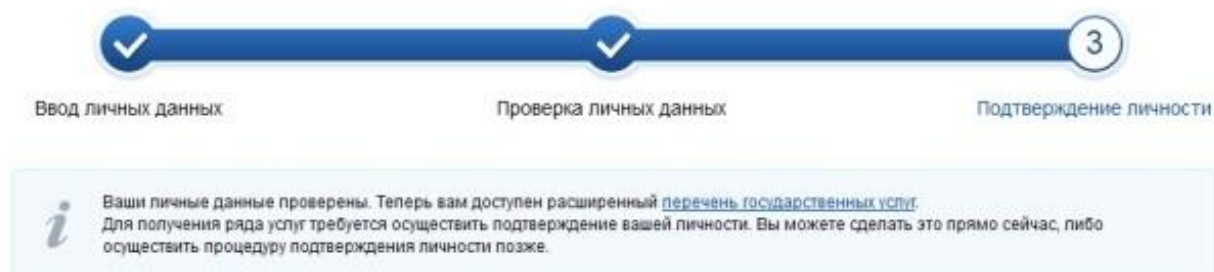 3
Ввод личных данных
Проверка личных данных
Подтверждение личности
Ваши личные данные проверены. Теперь вам доступен расширенный перечень государственных услуг.
Для получения ряда услуг требуется осуществить подтверждение вашей личности. Вы можете сделать это прямо сейчас, либо
осуществить процедуру подтверждения личности позже.